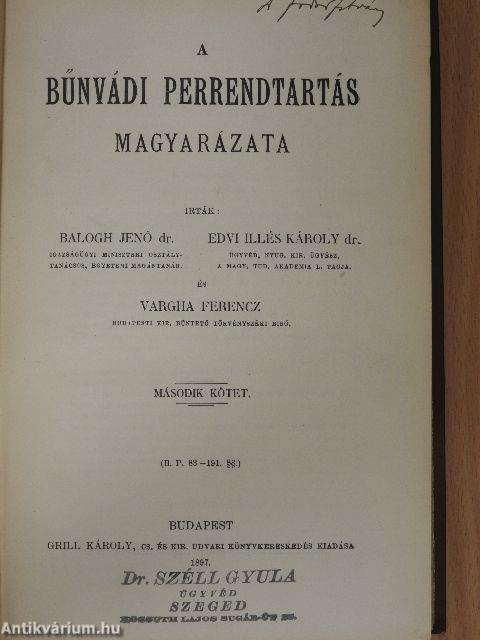 A
BŰNVÁDI PERRENDTARTÁS
MAGYARÁZATA
IRTÁK:
BALOGH JENŐ dr.
IGAZSÁGÜGYI MINISZTERI OSZTÁLY-
TANÁCSOS, EGYETEMI MAGÁNTANÁR.
EDVI ILLÉS KÁROLY dr.
ÜGYVÉD, NYUG. KIR. ÜGYÉSZ,
A MAGY. TUD. AKADEMIA L. TAGJA.
ÉS
VARGHA FERENCZ
BUDAPESTI KIR. BÜNTETŐ TÖRVÉNYSZÉKI BIRÓ.
MÁSODIK KÖTET.
(B. P. 83–191. §§.)
BUDAPEST
GRILL KÁROLY, CS. ÉS KIR. UDVARI KÖNYVKERESKEDÉS KIADÁSA
1897.
Dr. SZÉLL GYULA
ÜGYVÉD
SZEGED
KOSSUTH LAJOS SUGÁR-ÚT
Antikvárium.hu